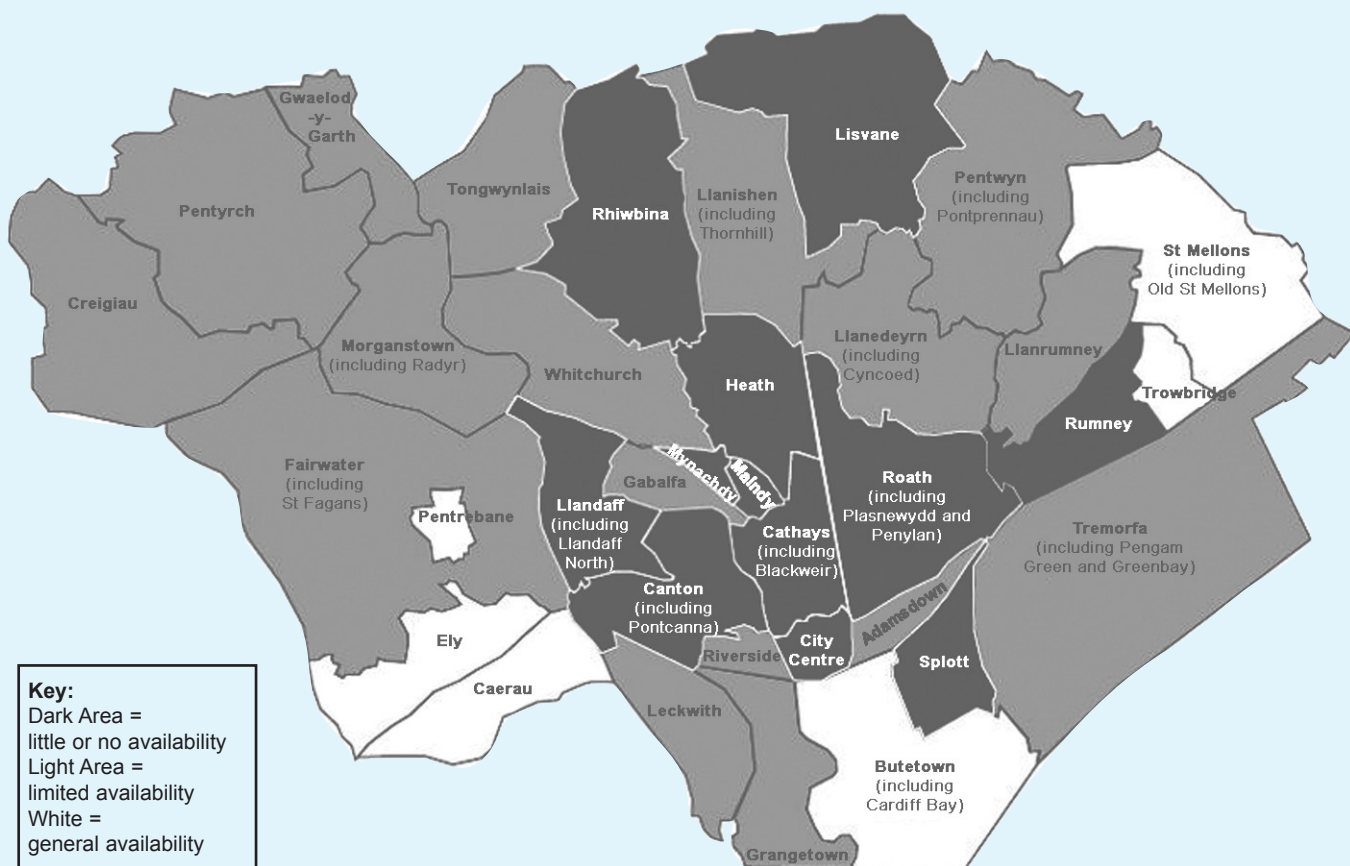 Gwaelod
-y-
Garth
Lisvane
Tongwynlais
Pentwyn
(including
Pontprennau)
Llanishen
(including
Thornhill)
Pentyrch
Rhiwbina
St Mellons
(including
Old St Mellons)
Creigiau
Morganstown
(including Radyr)
Llanedeyrn
(including
Cyncoed)
Llanrumney
Whitchurch
Heath
Trowbridge
Rumney
Fairwater
(including
St Fagans)
Gabalfa
Mynachdy
Maindy
Roath
(including
Plasnewydd and
Penylan)
Pentrebane
Llandaff
(including
Llandaff
North)
Cathays
(including
Blackweir)
Tremorfa
(including Pengam
Green and Greenbay)
Canton
(including
Pontcanna)
Adamsdown
Ely
Riverside
City
Centre
Splott
Caerau
Leckwith
Butetown
(including
Cardiff Bay)
Grangetown
Key:
Dark Area =
little or no availability
Light Area =
limited availability
White =
general availability